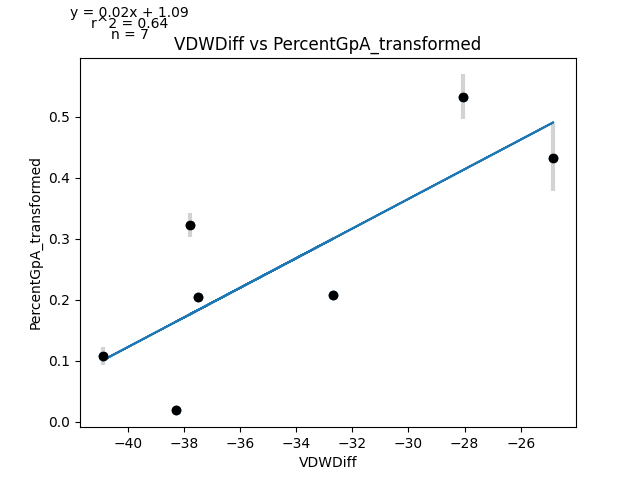 y = 0.02x + 1.09
r^2 = 0.64
n = 7
VDWDiff vs PercentGpA_transformed
PercentGpA_transformed
0.5
0.4
0.3
0.2
0.1
0.0
−40 −38 −36 −34 −32 −30 −28 −26
VDWDiff